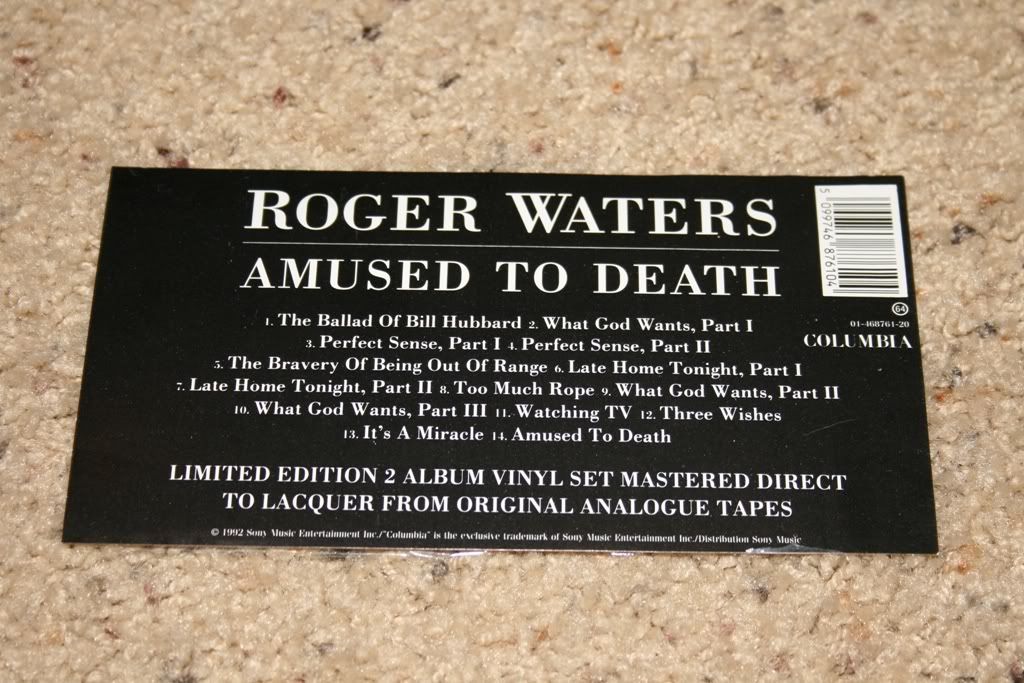 ROGER WATERS
AMUSED TO DEATH
1. The Ballad Of Bill Hubbard 2. What God Wants, Part I
3. Perfect Sense, Part I 4. Perfect Sense, Part II
5. The Bravery Of Being Out Of Range 6. Late Home Tonight, Part I
7. Late Home Tonight, Part II 8. Too Much Rope 9. What God Wants, Part II
10. What God Wants, Part III 11. Watching TV 12. Three Wishes
13. It's A Miracle 14. Amused To Death
LIMITED EDITION 2 ALBUM VINYL SET MASTERED DIRECT
TO LACQUER FROM ORIGINAL ANALOGUE TAPES
© 1992 Sony Music Entertainment Inc./"Columbia" is the exclusive trademark of Sony Music Entertainment Inc./Distribution Sony Music
5 099746 876104
64
01-468761-20
COLUMBIA